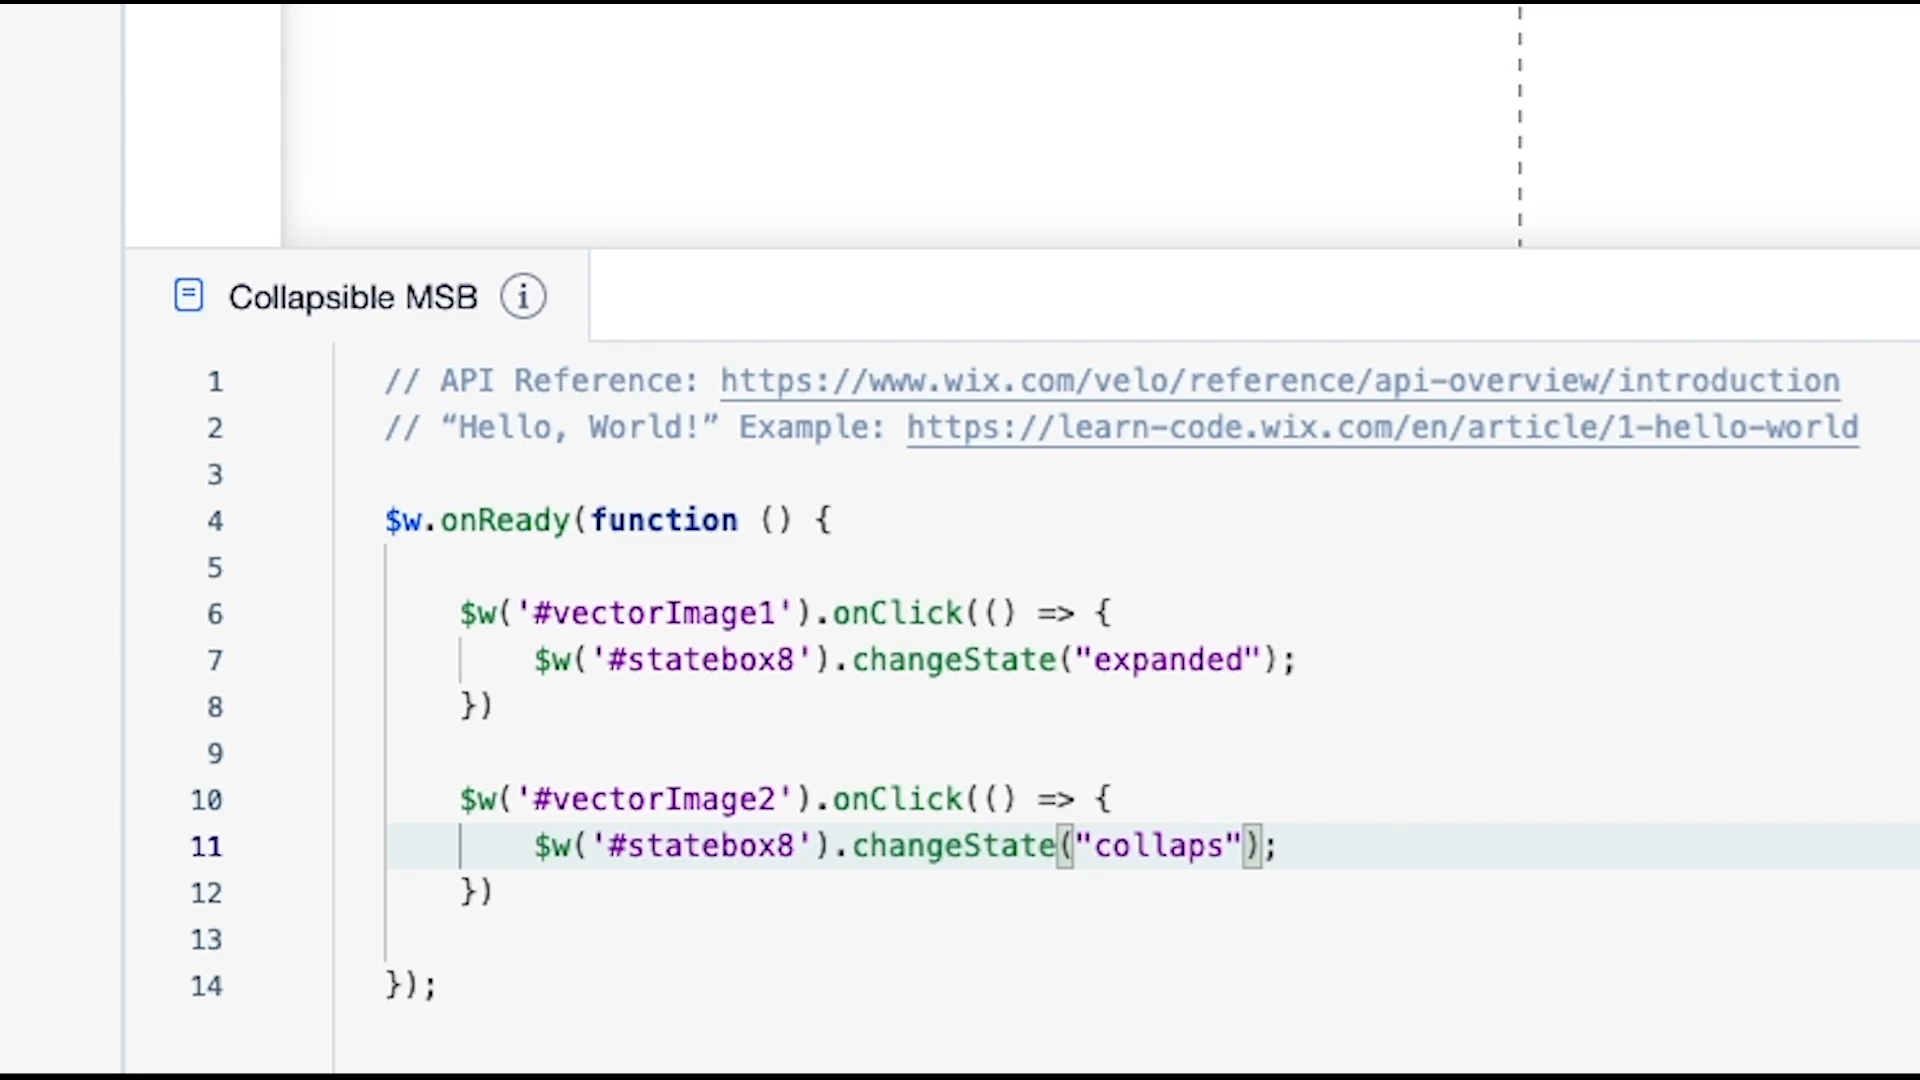 Collapsible MSB
1 // API Reference: https://www.wix.com/velo/reference/api-overview/introduction
2 // “Hello, World!” Example: https://learn-code.wix.com/en/article/1-hello-world
3
4 $w.onReady(function () {
5
6 $w('#vectorImage1').onClick(() => {
7 $w('#statebox8').changeState("expanded");
8 })
9
10 $w('#vectorImage2').onClick(() => {
11 $w('#statebox8').changeState("collaps");
12 })
13
14 });